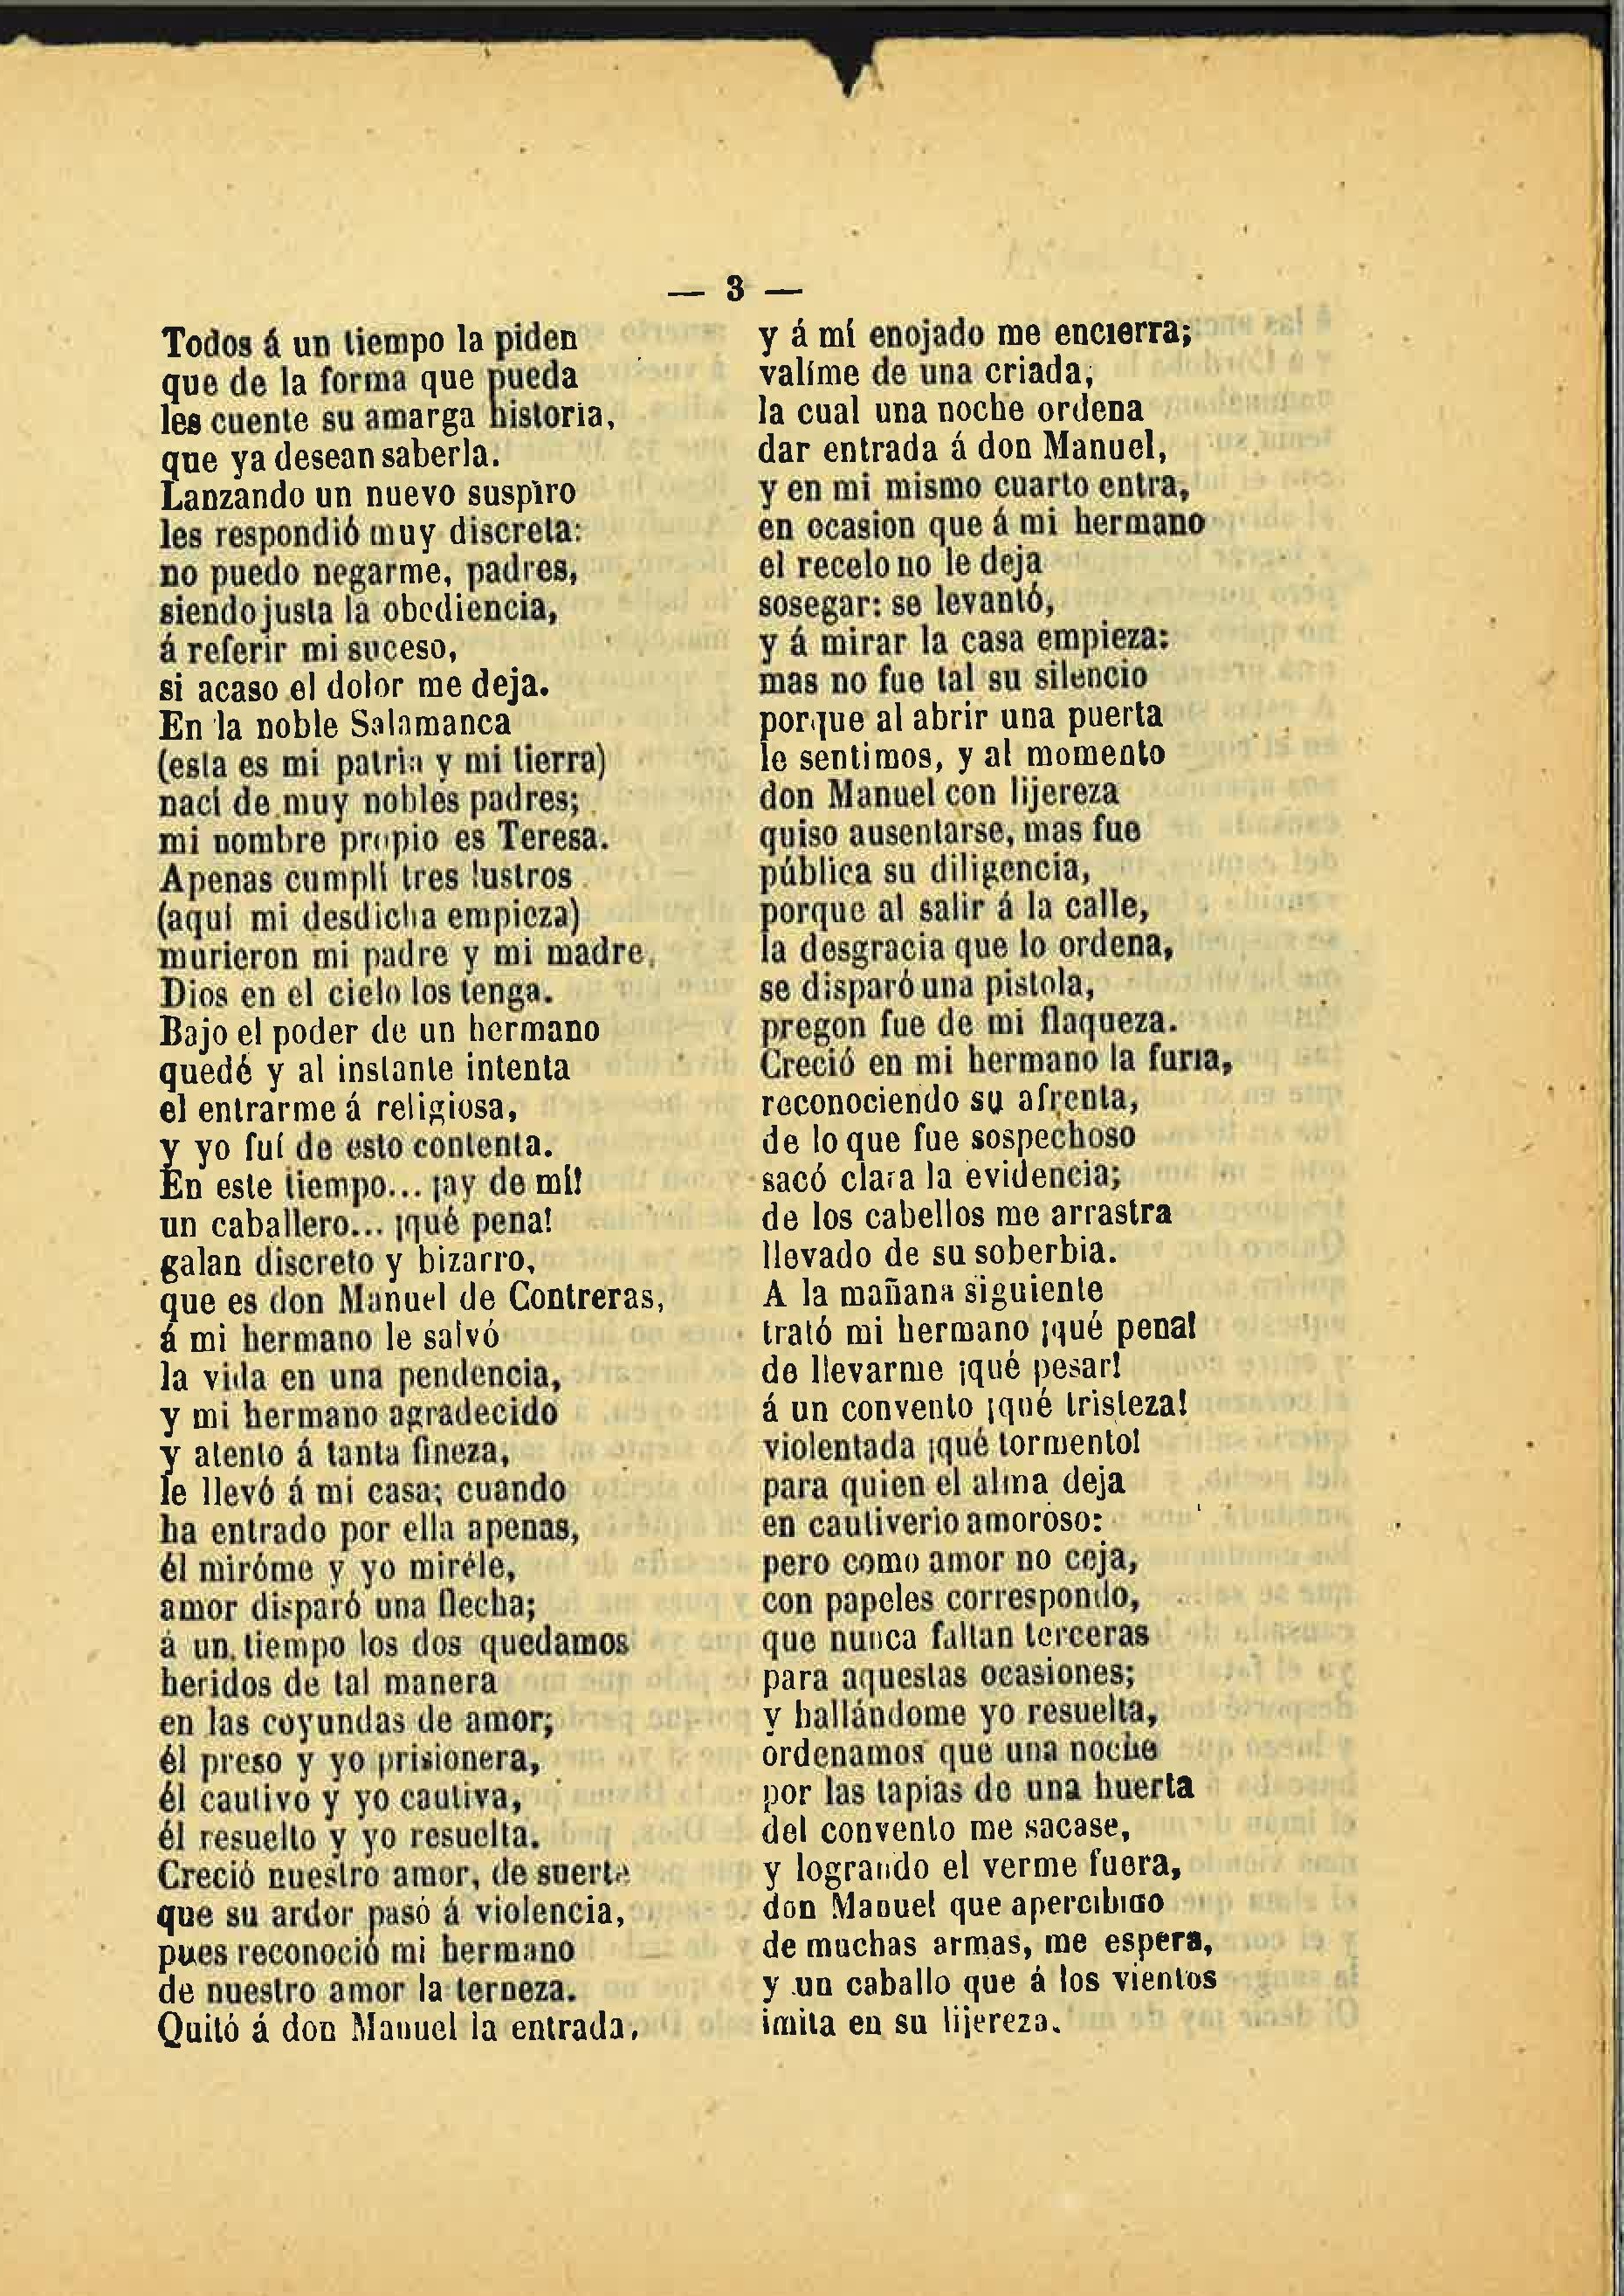 — 3 —
Todos á un tiempo la piden
que de la forma que pueda
les cuente su amarga historia,
que ya desean saberla.
Lanzando un nuevo suspiro
les respondió muy discreta:
no puedo negarme, padres,
siendo justa la obediencia,
á referir mi suceso,
si acaso el dolor me deja.
En la noble Salamanca
(esta es mi patria y mi tierra)
nací de muy nobles padres;
mi nombre propio es Teresa.
Apenas cumplí tres lustros
(aquí mi desdicha empieza)
murieron mi padre y mi madre,
Dios en el cielo los tenga.
Bajo el poder de un hermano
quedé y al instante intenta
el entrarme á religiosa,
y yo fuí de esto contenta.
En este tiempo... ¡ay de mí!
un caballero... ¡qué pena!
galan discreto y bizarro,
que es don Manuel de Contreras,
á mi hermano le salvó
la vida en una pendencia,
y mi hermano agradecido
y atento á tanta fineza,
le llevó á mi casa; cuando
ha entrado por ella apenas,
él miróme y yo miréle,
amor disparó una flecha;
á un tiempo los dos quedamos
heridos de tal manera
en las coyundas de amor;
él preso y yo prisionera,
él cautivo y yo cautiva,
él resuelto y yo resuelta.
Creció nuestro amor, de suerte
que su ardor pasó á violencia,
pues reconoció mi hermano
de nuestro amor la terneza.
Quitó á don Manuel la entrada,
y á mí enojado me encierra;
valíme de una criada,
la cual una noche ordena
dar entrada á don Manuel,
y en mi mismo cuarto entra,
en ocasion que á mi hermano
el recelo no le deja
sosegar: se levantó,
y á mirar la casa empieza:
mas no fue tal su silencio
porque al abrir una puerta
le sentimos, y al momento
don Manuel con lijereza
quiso ausentarse, mas fue
pública su diligencia,
porque al salir á la calle,
la desgracia que lo ordena,
se disparó una pistola,
pregon fue de mi flaqueza.
Creció en mi hermano la furia,
reconociendo su afrenta,
de lo que fue sospechoso
sacó clara la evidencia;
de los cabellos me arrastra
llevado de su soberbia.
A la mañana siguiente
trató mi hermano ¡qué pena!
de llevarme ¡qué pesar!
á un convento ¡qué tristeza!
violentada ¡qué tormento!
para quien el alma deja
en cautiverio amoroso:
pero como amor no ceja,
con papeles correspondo,
que nunca faltan terceras
para aquestas ocasiones;
y hallándome yo resuelta,
ordenamos que una noche
por las tapias de una huerta
del convento me sacase,
y logrando el verme fuera,
don Manuel que apercibido
de muchas armas, me espera,
y un caballo que á los vientos
imita en su lijereza.